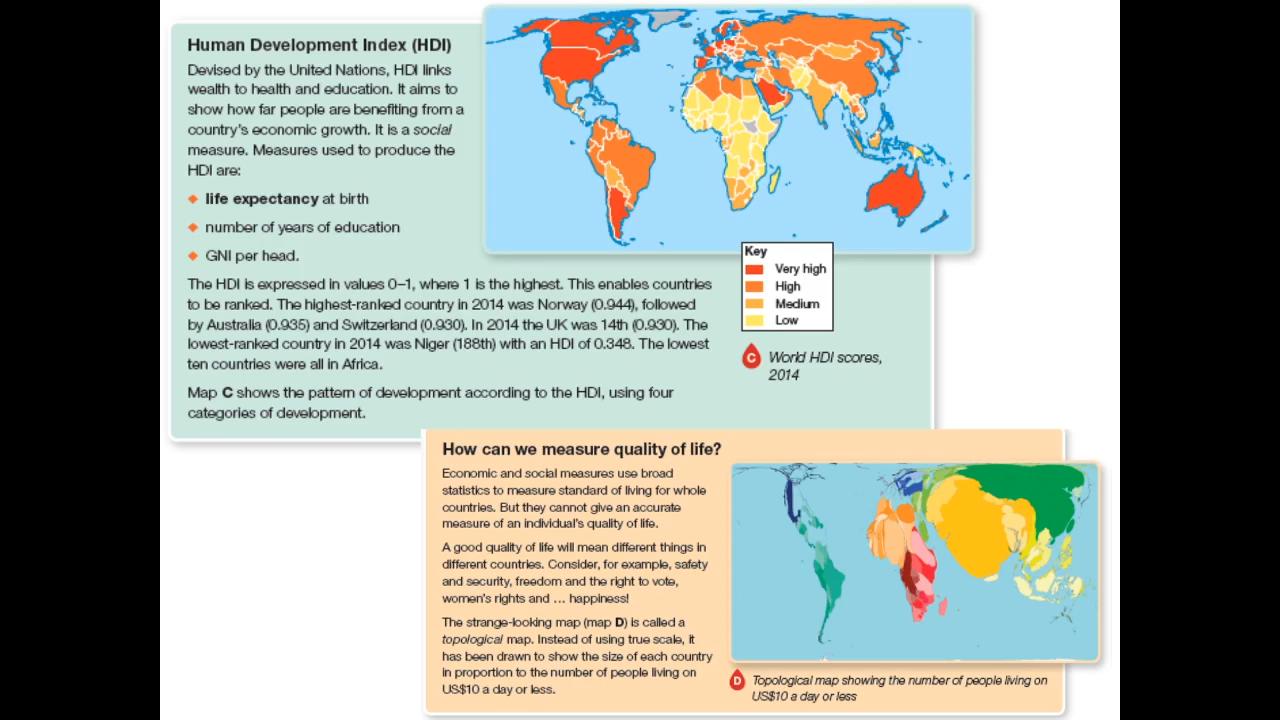 Human Development Index (HDI)
Devised by the United Nations, HDI links
wealth to health and education. It aims to
show how far people are benefiting from a
country's economic growth. It is a social
measure. Measures used to produce the
HDI are:
◆ life expectancy at birth
◆ number of years of education
◆ GNI per head.
The HDI is expressed in values 0–1, where 1 is the highest. This enables countries
to be ranked. The highest-ranked country in 2014 was Norway (0.944), followed
by Australia (0.935) and Switzerland (0.930). In 2014 the UK was 14th (0.930). The
lowest-ranked country in 2014 was Niger (188th) with an HDI of 0.348. The lowest
ten countries were all in Africa.
Map C shows the pattern of development according to the HDI, using four
categories of development.
Key
Very high
High
Medium
Low
C World HDI scores,
2014
How can we measure quality of life?
Economic and social measures use broad
statistics to measure standard of living for whole
countries. But they cannot give an accurate
measure of an individual's quality of life.
A good quality of life will mean different things in
different countries. Consider, for example, safety
and security, freedom and the right to vote,
women's rights and … happiness!
The strange-looking map (map D) is called a
topological map. Instead of using true scale, it
has been drawn to show the size of each country
in proportion to the number of people living on
US$10 a day or less.
D Topological map showing the number of people living on
US$10 a day or less